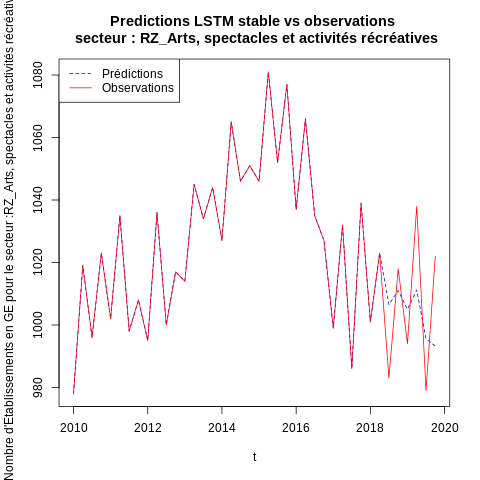 Predictions LSTM stable vs observations
secteur : RZ_Arts, spectacles et activités récréatives
Nombre d'Etablissements en GE pour le secteur :RZ_Arts, spectacles et activités récréative
Prédictions
Observations
1080
1060
1040
1020
1000
980
2010
2012
2014
2016
2018
2020
t